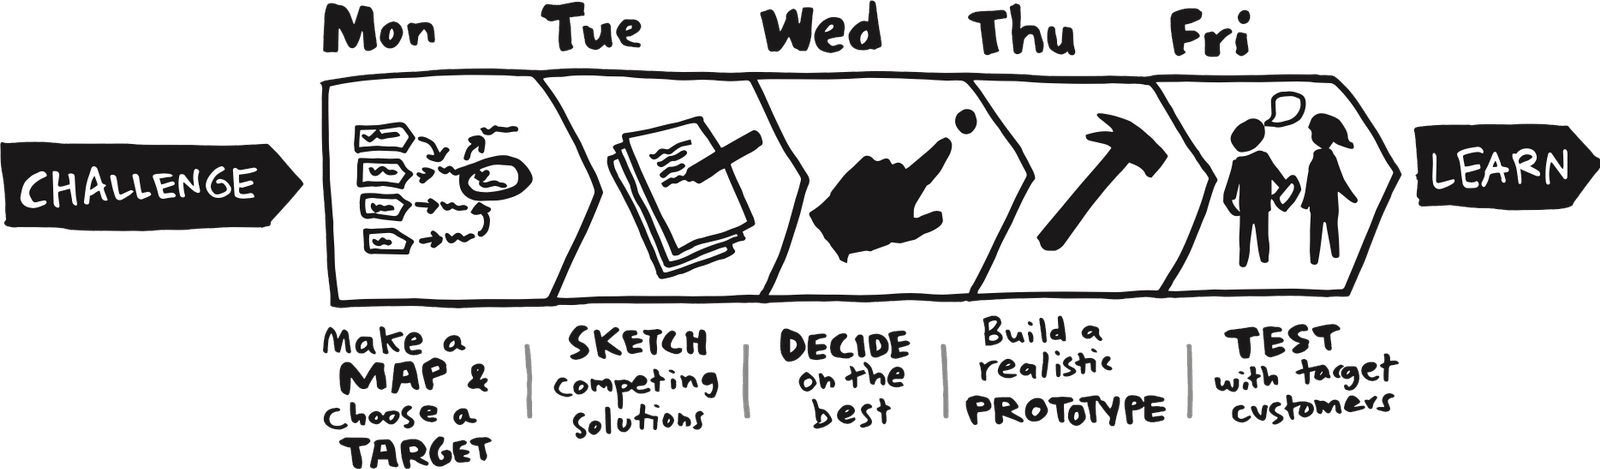 Mon Tue Wed Thu Fri
CHALLENGE
LEARN
Make a
MAP &
choose a
TARGET
SKETCH
competing
solutions
DECIDE
on the
best
Build a
realistic
PROTOTYPE
TEST
with target
customers